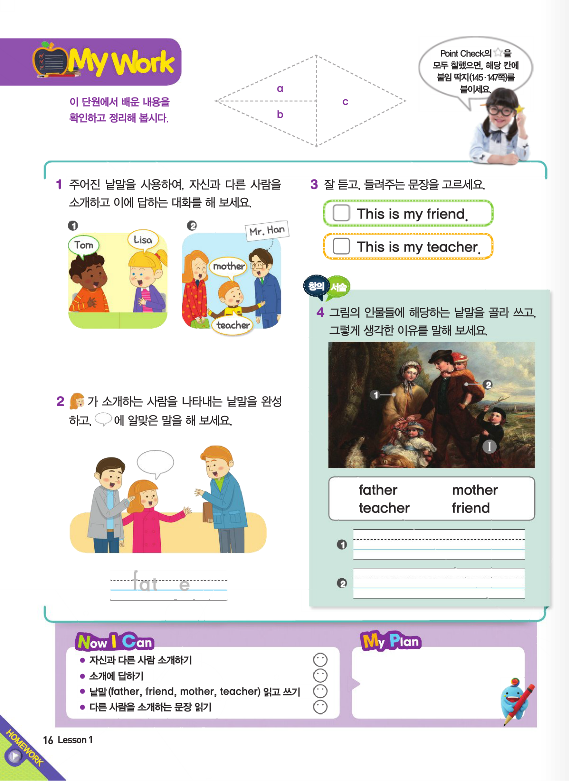 My Work
이 단원에서 배운 내용을
확인하고 정리해 봅시다.
a
b
c
Point Check의 ☆을
모두 칠했으면, 해당 칸에
붙임 딱지(145·147쪽)를
붙이세요.
1 주어진 낱말을 사용하여, 자신과 다른 사람을
소개하고 이에 답하는 대화를 해 보세요.
1
Tom
Lisa
2
Mr. Han
mother
teacher
2 가 소개하는 사람을 나타내는 낱말을 완성
하고, 에 알맞은 말을 해 보세요.
fat e
3 잘 듣고, 들려주는 문장을 고르세요.
This is my friend.
This is my teacher.
창의 서술
4 그림의 인물들에 해당하는 낱말을 골라 쓰고,
그렇게 생각한 이유를 말해 보세요.
1
2
I
father mother
teacher friend
1
2
Now I Can
• 자신과 다른 사람 소개하기
• 소개에 답하기
• 낱말(father, friend, mother, teacher) 읽고 쓰기
• 다른 사람을 소개하는 문장 읽기
My Plan
HOMEWORK
16 Lesson 1